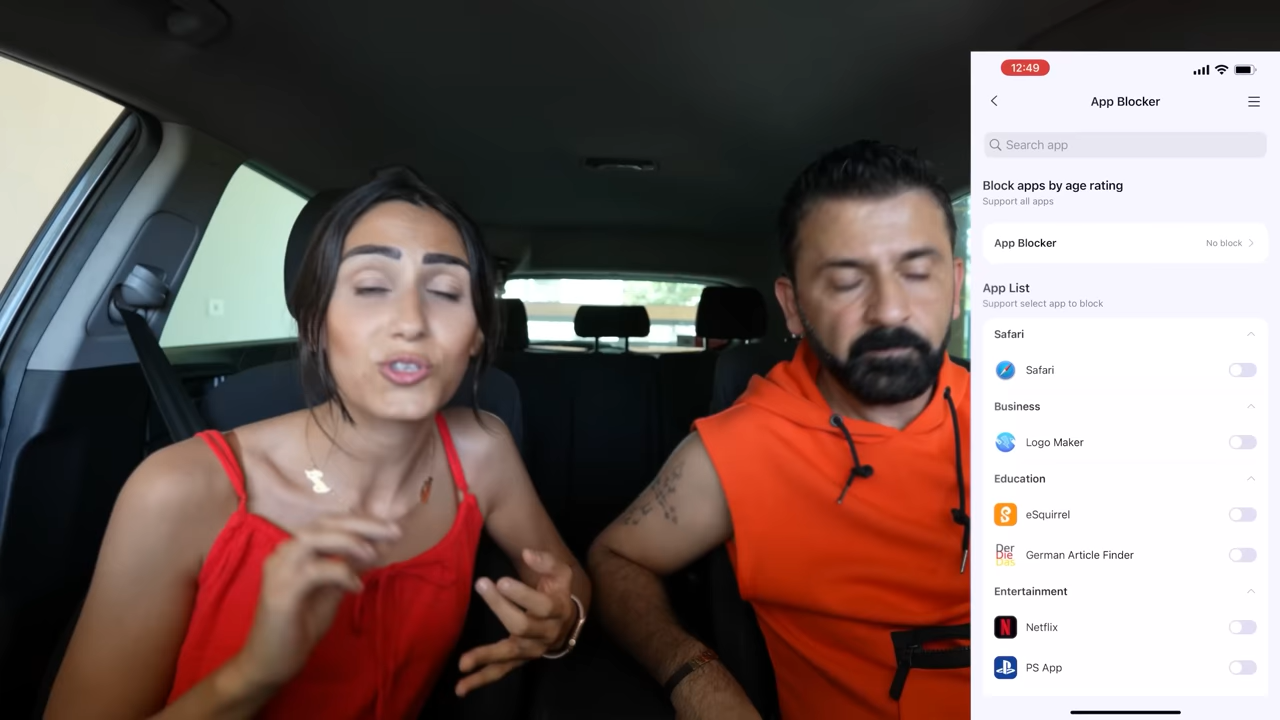 12:49
App Blocker
Search app
Block apps by age rating
Support all apps
App Blocker No block
App List
Support select app to block
Safari
Safari
Business
Logo Maker
Education
eSquirrel
Der
Die
Das
German Article Finder
Entertainment
Netflix
PS App